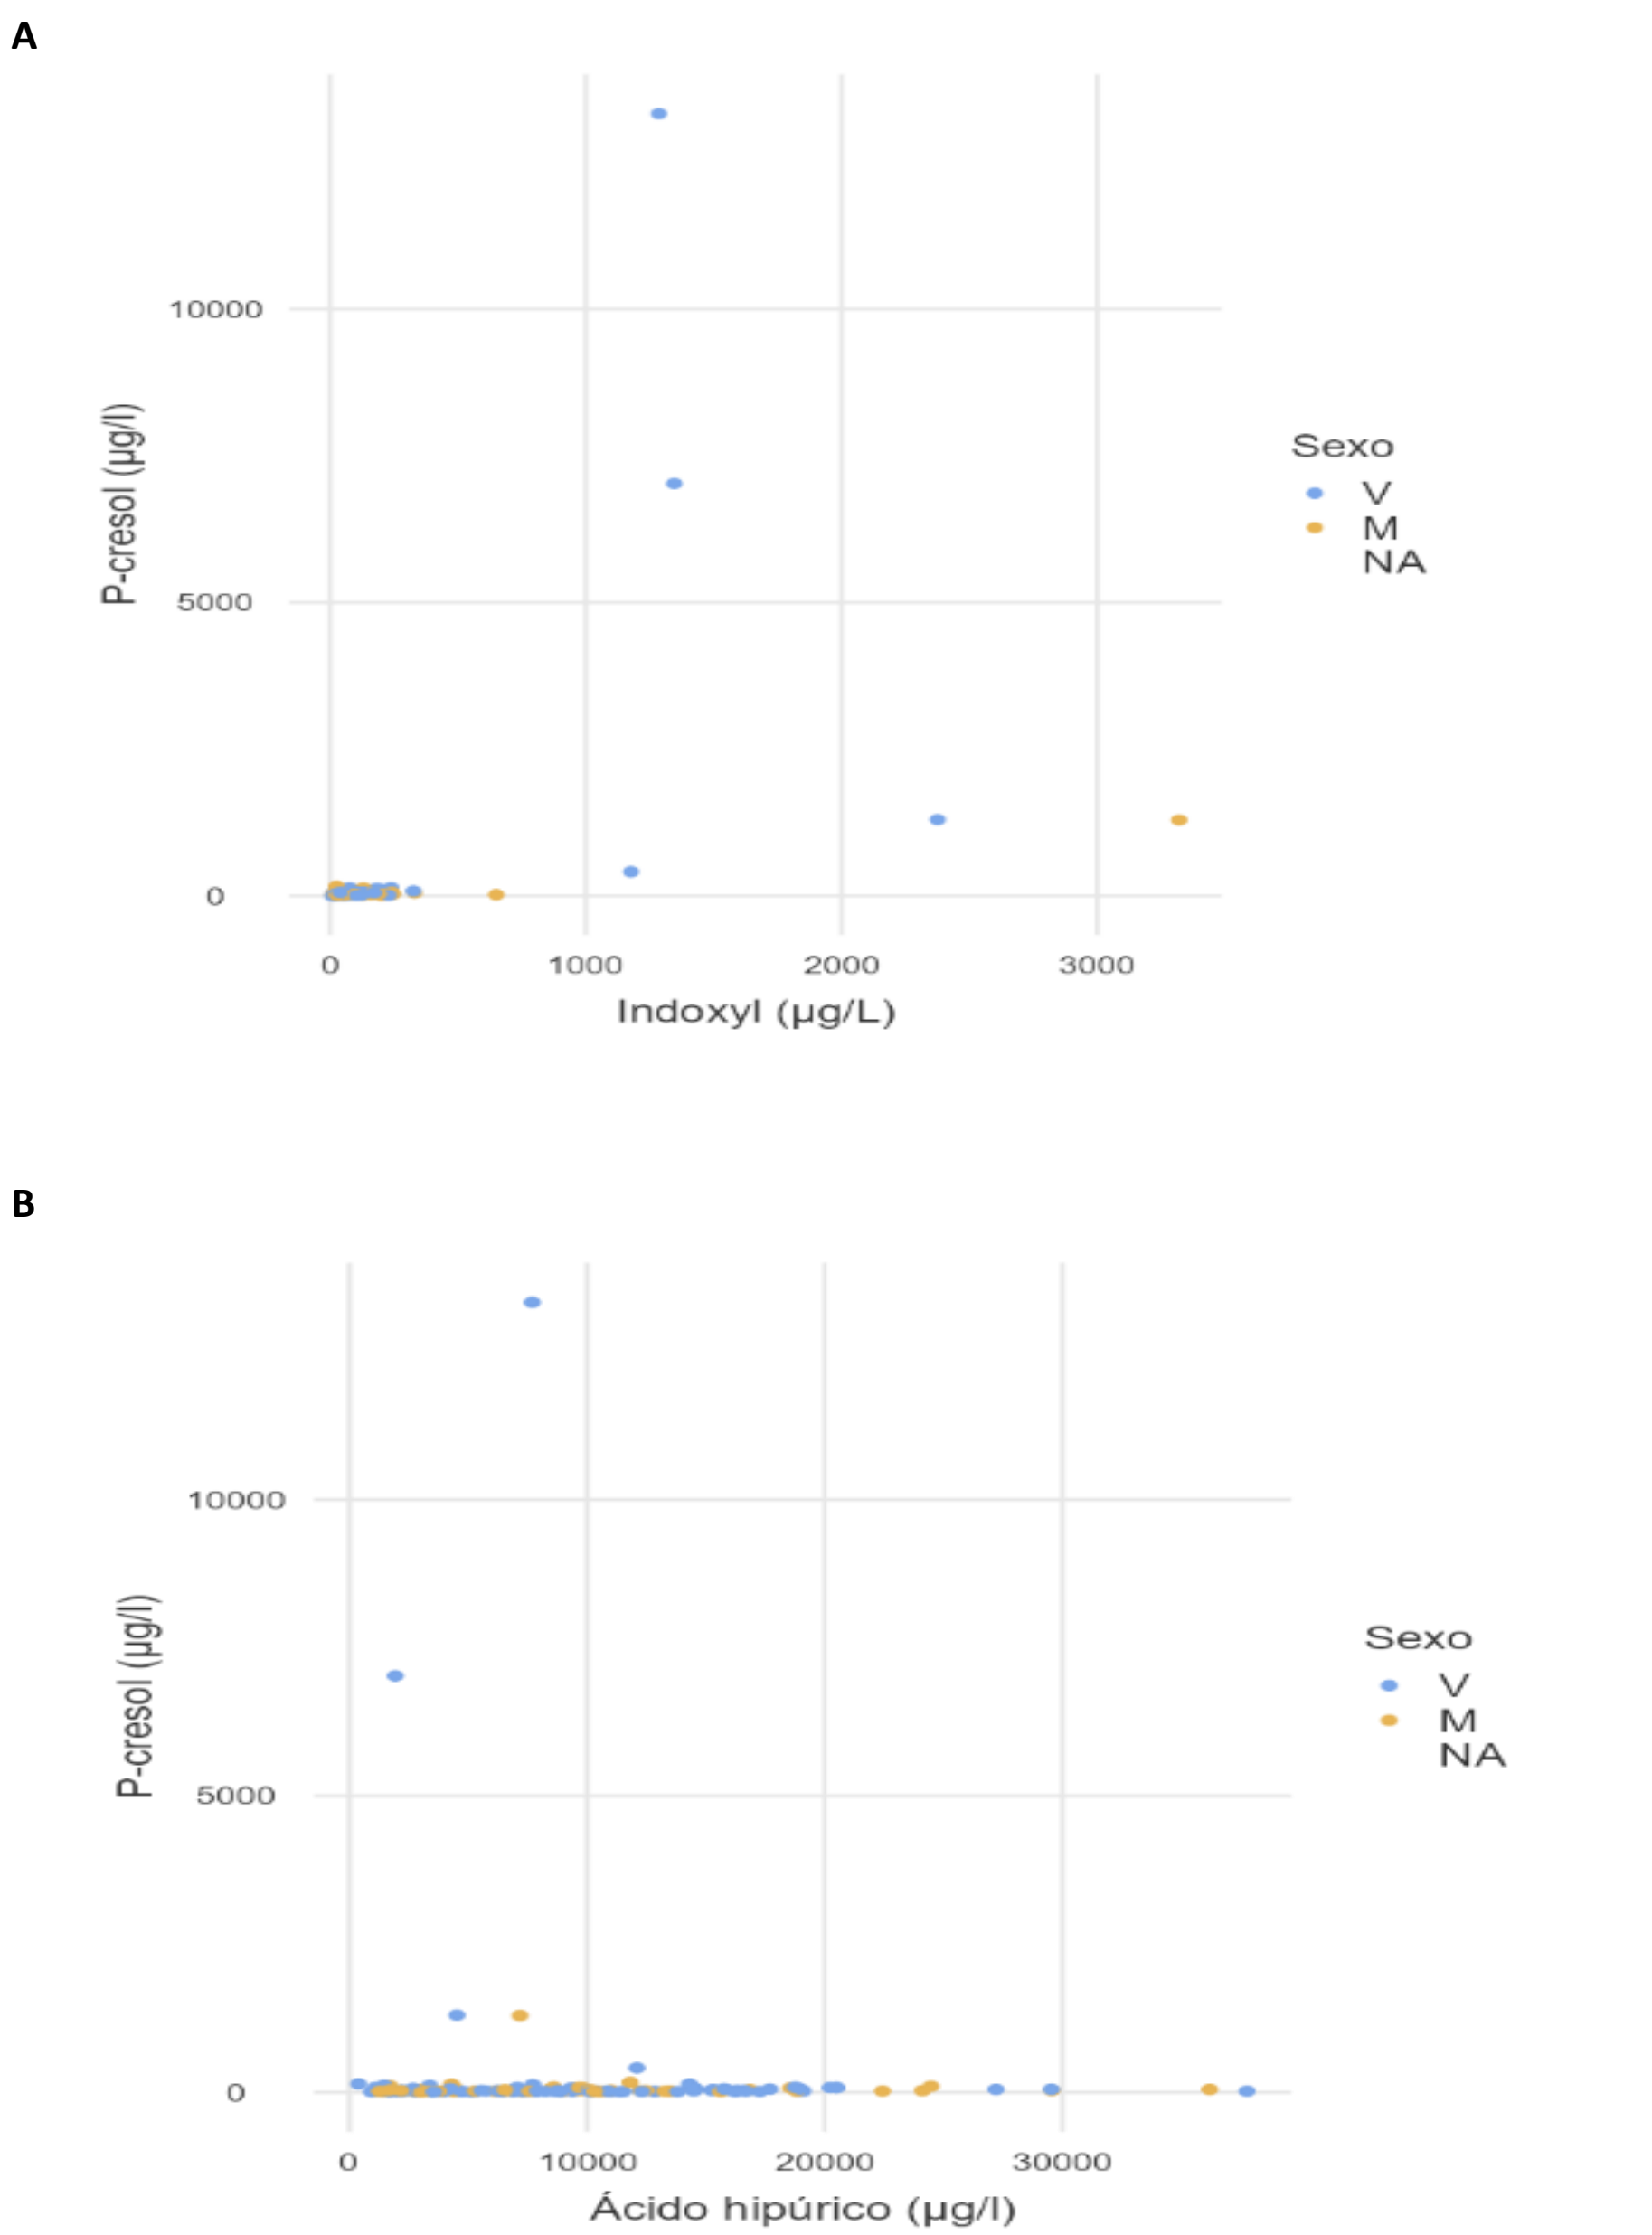 A
10000
P-cresol (µg/l)
5000
0
0 1000 2000 3000
Indoxyl (µg/L)
Sexo
V
M
NA
B
10000
P-cresol (µg/l)
5000
0
0 10000 20000 30000
Ácido hipúrico (µg/l)
Sexo
V
M
NA